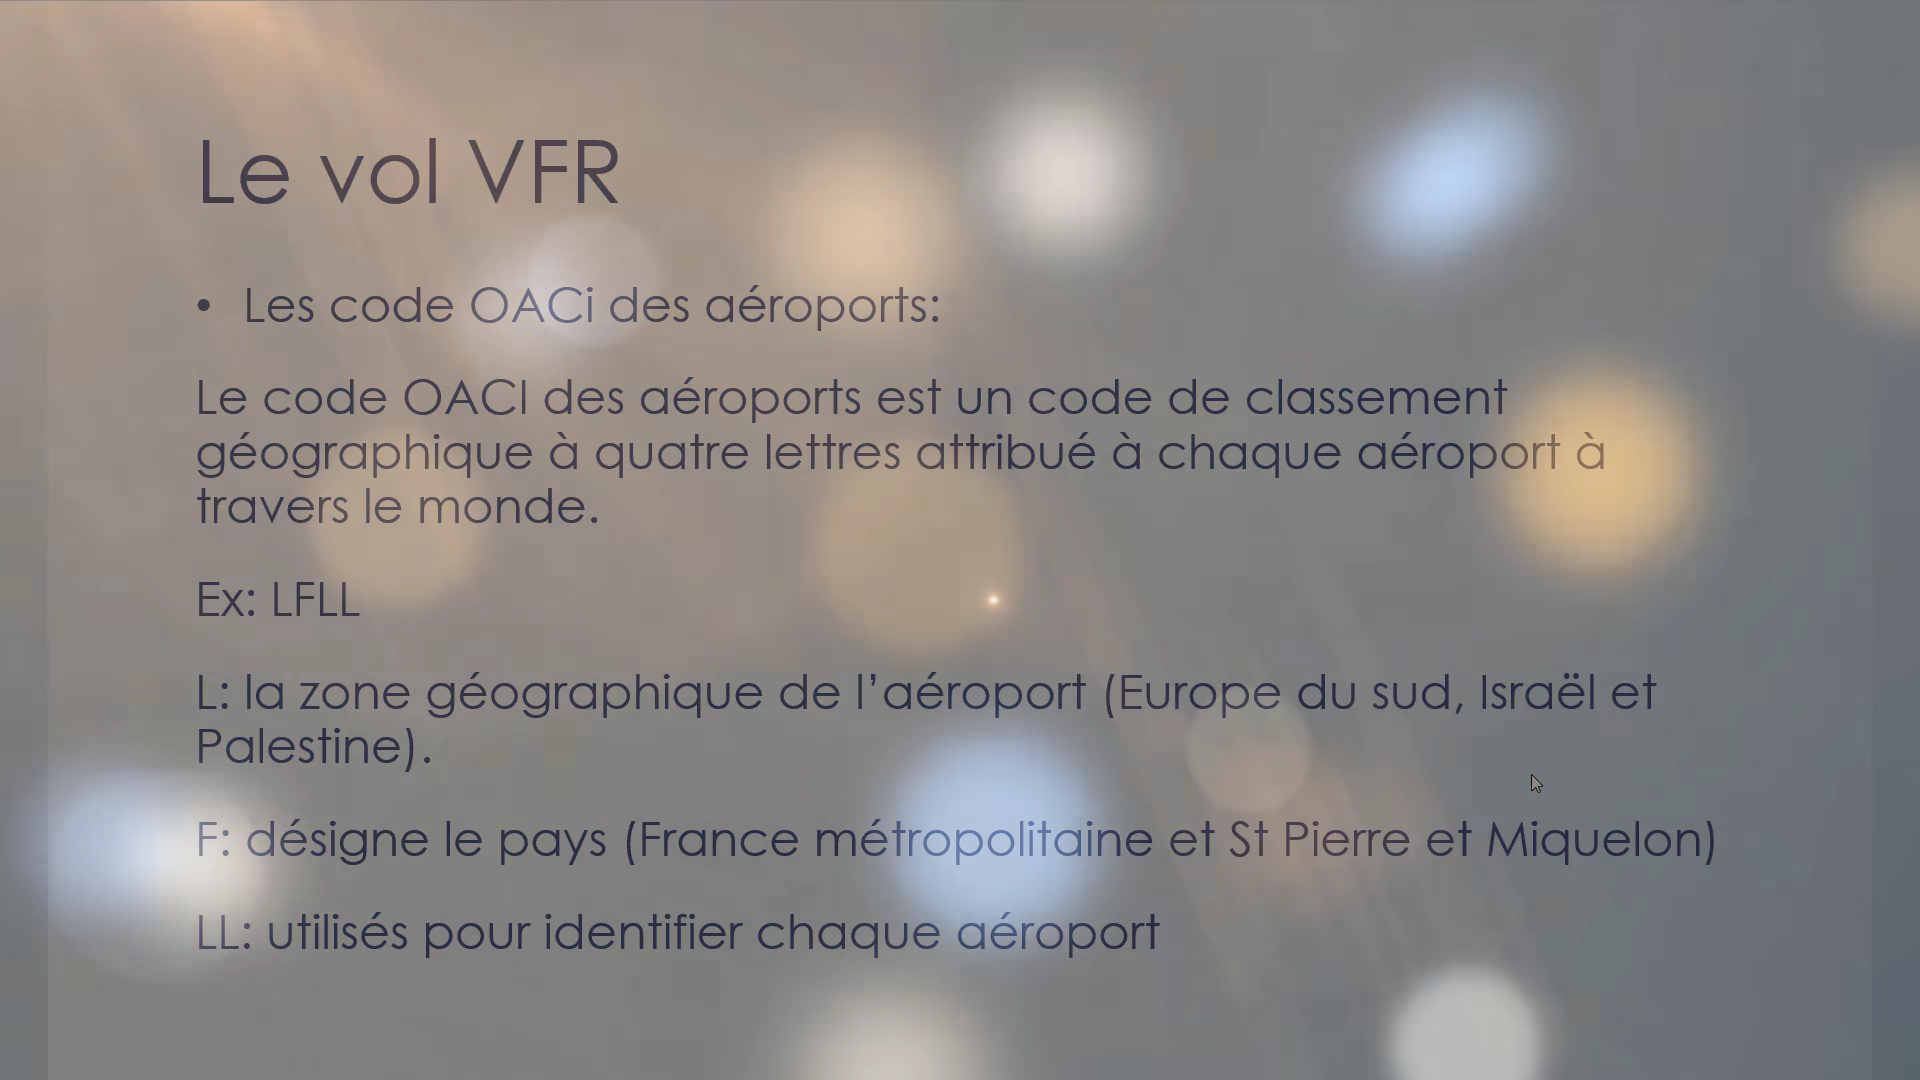 Le vol VFR
• Les code OACi des aéroports:
Le code OACI des aéroports est un code de classement
géographique à quatre lettres attribué à chaque aéroport à
travers le monde.
Ex: LFLL
L: la zone géographique de l’aéroport (Europe du sud, Israël et
Palestine).
F: désigne le pays (France métropolitaine et St Pierre et Miquelon)
LL: utilisés pour identifier chaque aéroport